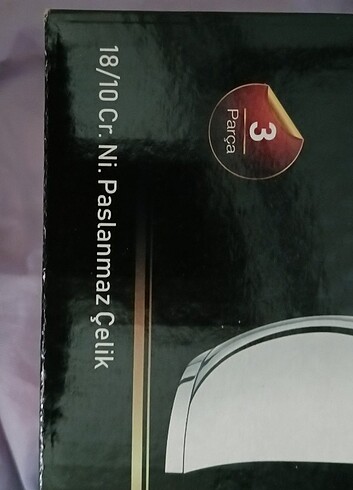 3
Parça
18/10 Cr. Ni. Paslanmaz Çelik